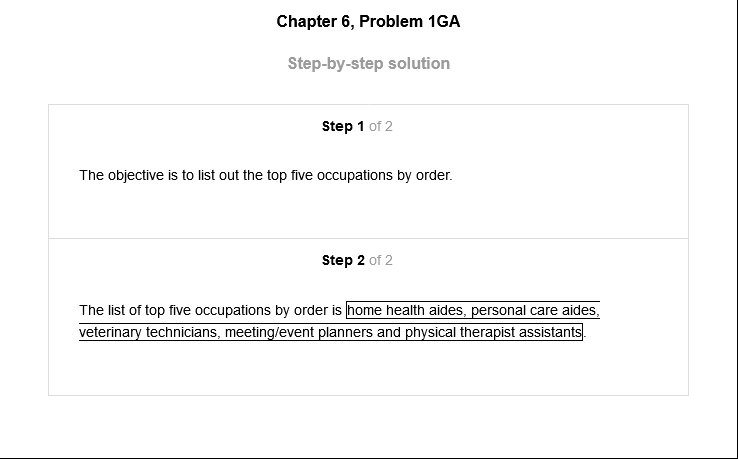 Chapter 6, Problem 1GA
Step-by-step solution
Step 1 of 2
The objective is to list out the top five occupations by order.
Step 2 of 2
The list of top five occupations by order is home health aides, personal care aides,
veterinary technicians, meeting/event planners and physical therapist assistants.